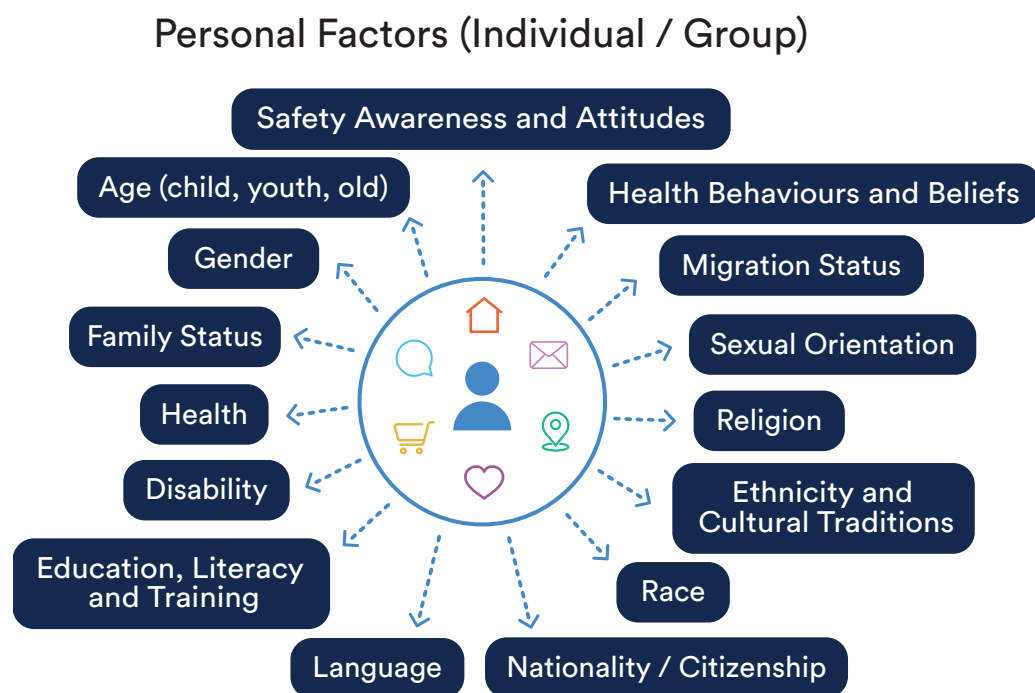 Personal Factors (Individual / Group)
Safety Awareness and Attitudes
Age (child, youth, old)
Health Behaviours and Beliefs
Gender
Migration Status
Family Status
Sexual Orientation
Health
Religion
Disability
Ethnicity and
Cultural Traditions
Education, Literacy
and Training
Race
Language
Nationality / Citizenship